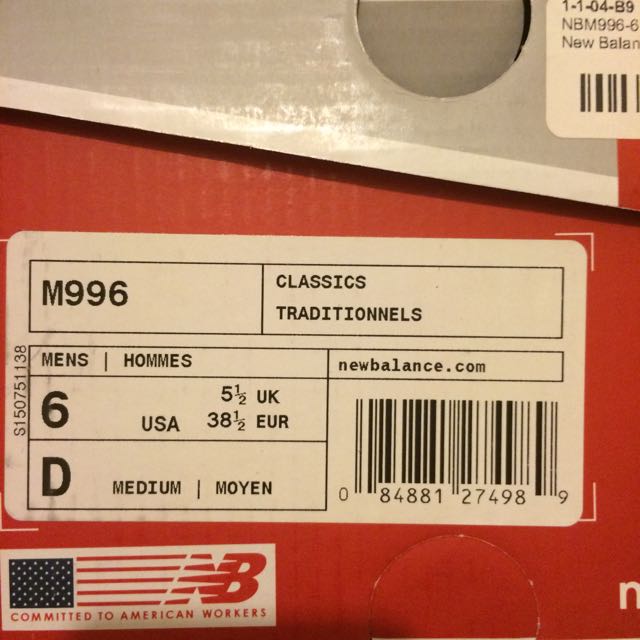 1-1-04-B9
NBM996-6
New Balan
M996
CLASSICS
TRADITIONNELS
MENS | HOMMES
newbalance.com
6 USA
5½ UK
38½ EUR
D MEDIUM | MOYEN
0 84881 27498 9
S150751138
NB
COMMITTED TO AMERICAN WORKERS
n